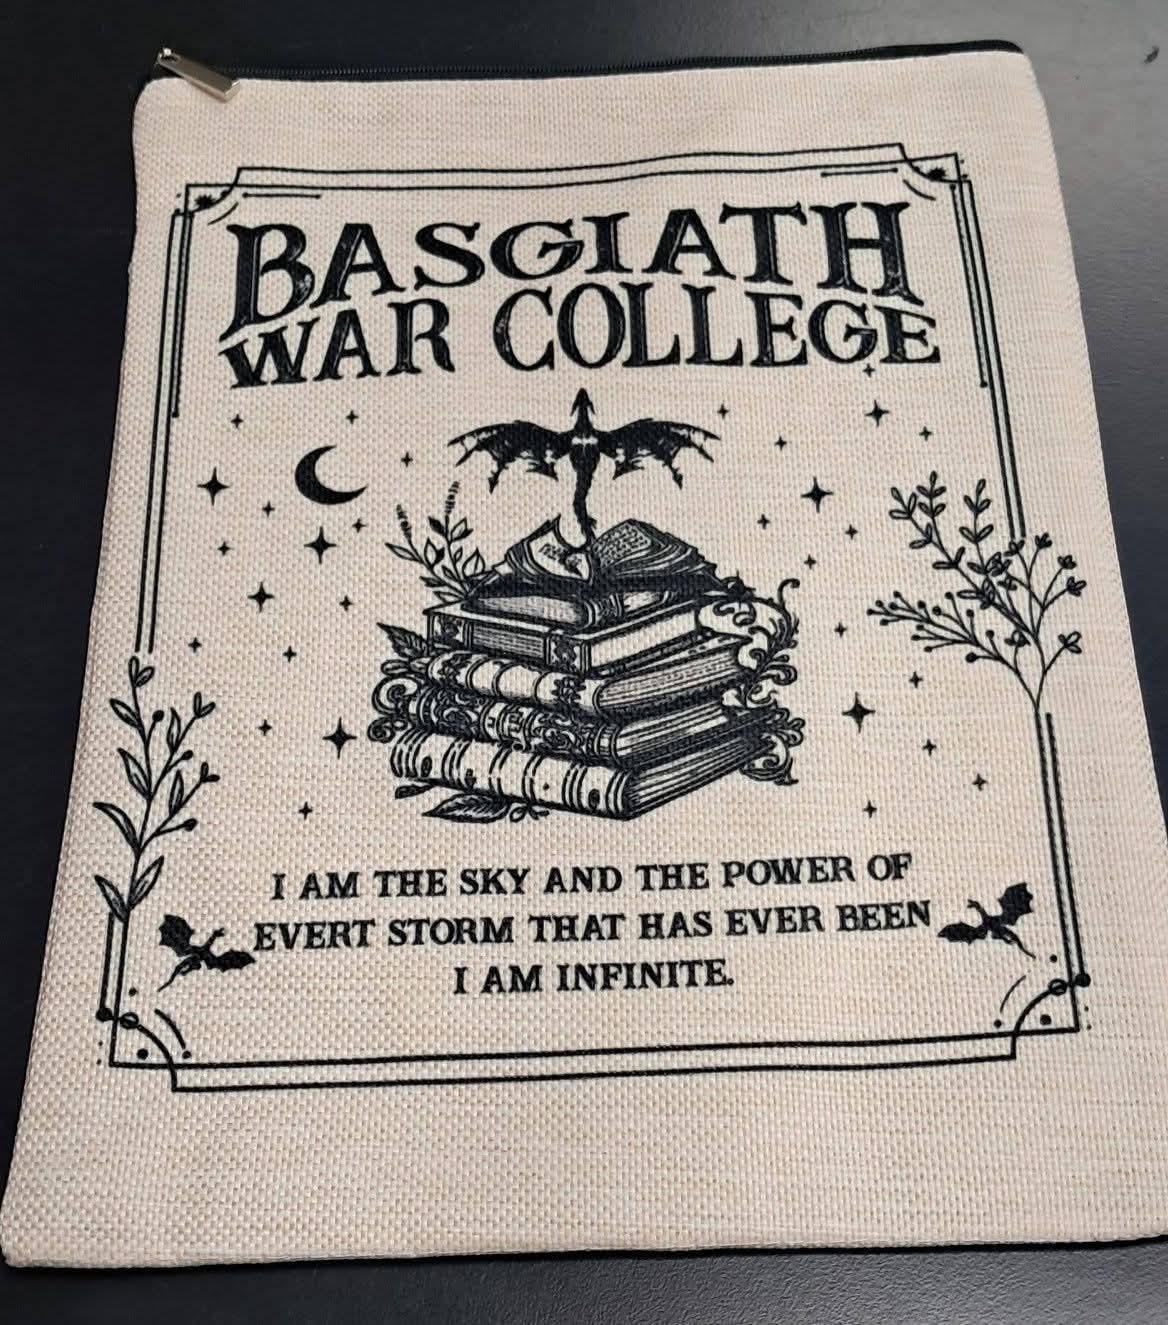 BASGIATH
WAR COLLEGE
I AM THE SKY AND THE POWER OF
EVERT STORM THAT HAS EVER BEEN
I AM INFINITE.